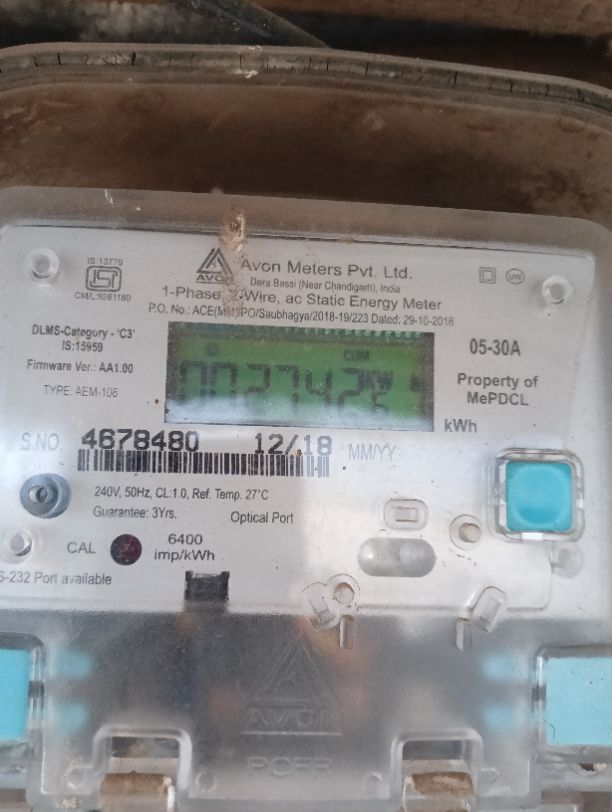 IS:13779
ISI
CM/L:9281180
AVON
Avon Meters Pvt. Ltd.
Dera Bassi (Near Chandigarh), India
1-Phase, 2-Wire, ac Static Energy Meter
P.O. No.: ACE(MM)/PO/Saubhagya/2018-19/223 Dated: 29-10-2018
DLMS-Category - 'C3'
IS:15959
Firmware Ver.: AA1.00
TYPE: AEM-106
CUM
002742
kWh
05-30A
Property of
MePDCL
S.NO. 4678480 12/18 MM/YY
240V, 50Hz, CL:1.0, Ref. Temp. 27°C
Guarantee: 3Yrs. Optical Port
CAL 6400
imp/kWh
S-232 Port available
AVON